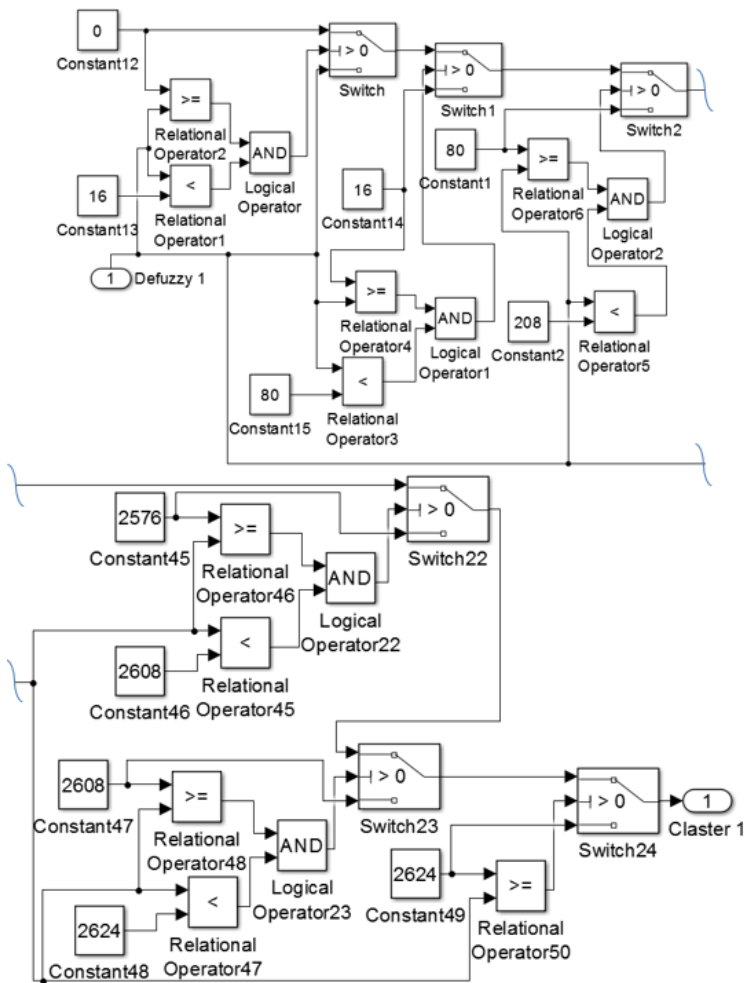 0
Constant12
> 0
Switch
> 0
Switch1
> 0
Switch2
>=
Relational
Operator2
AND
Logical
Operator
<
Relational
Operator1
16
Constant13
1
Defuzzy 1
16
Constant14
80
Constant1
>=
Relational
Operator6
AND
Logical
Operator2
>=
Relational
Operator4
AND
Logical
Operator1
208
Constant2
<
Relational
Operator5
80
Constant15
<
Relational
Operator3
2576
Constant45
>=
Relational
Operator46
AND
Logical
Operator22
> 0
Switch22
2608
Constant46
<
Relational
Operator45
2608
Constant47
>=
Relational
Operator48
AND
Logical
Operator23
> 0
Switch23
> 0
Switch24
1
Claster 1
2624
Constant48
<
Relational
Operator47
2624
Constant49
>=
Relational
Operator50